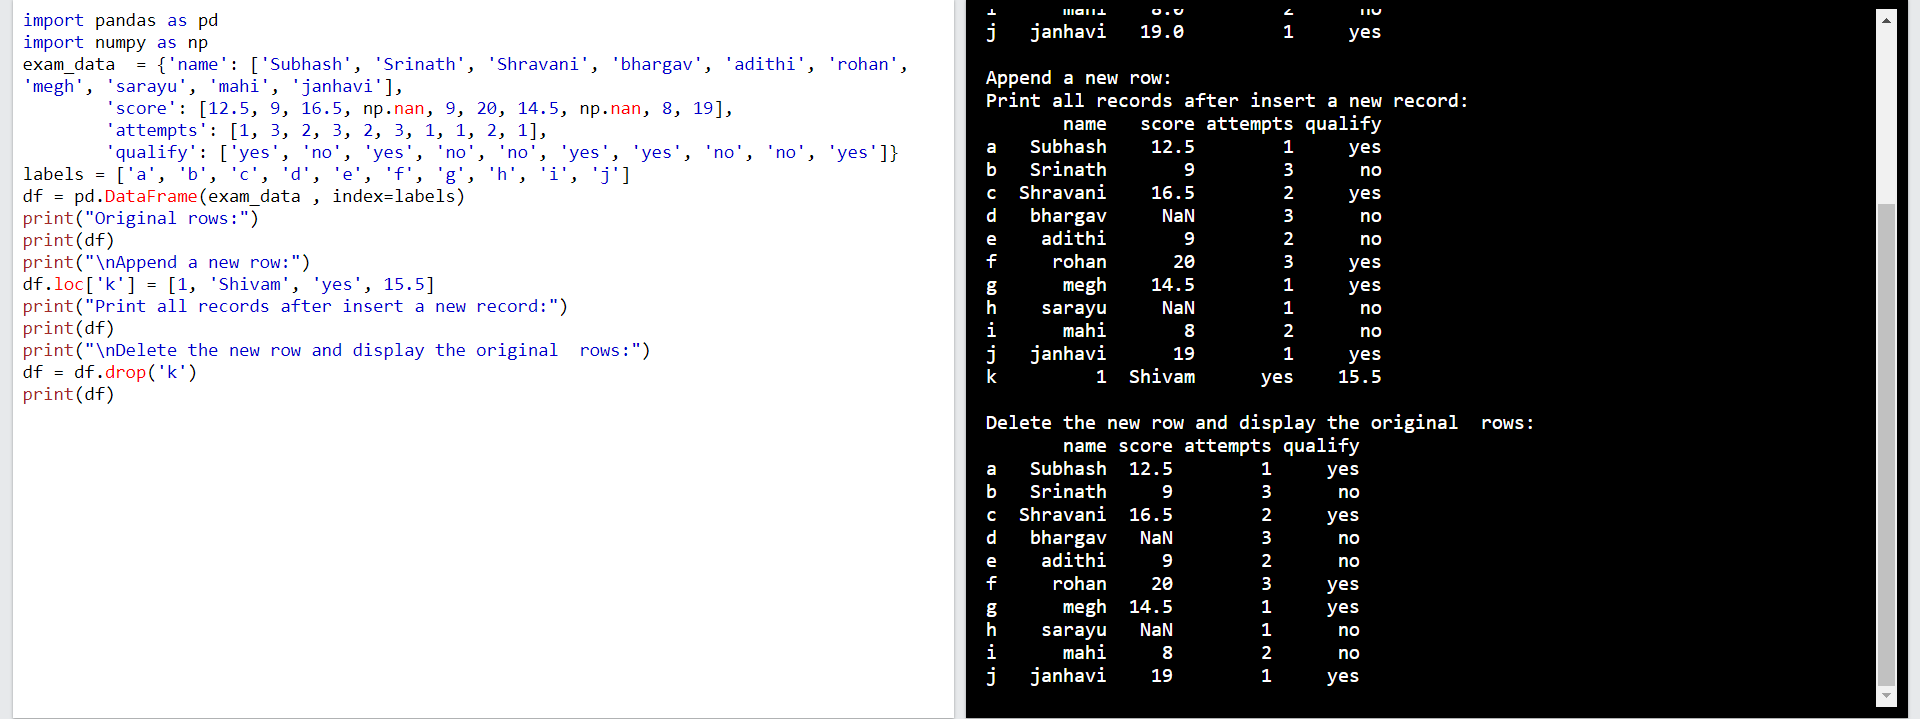 import pandas as pd
import numpy as np
exam_data  = {'name': ['Subhash', 'Srinath', 'Shravani', 'bhargav', 'adithi', 'rohan',
'megh', 'sarayu', 'mahi', 'janhavi'],
        'score': [12.5, 9, 16.5, np.nan, 9, 20, 14.5, np.nan, 8, 19],
        'attempts': [1, 3, 2, 3, 2, 3, 1, 1, 2, 1],
        'qualify': ['yes', 'no', 'yes', 'no', 'no', 'yes', 'yes', 'no', 'no', 'yes']}
labels = ['a', 'b', 'c', 'd', 'e', 'f', 'g', 'h', 'i', 'j']
df = pd.DataFrame(exam_data , index=labels)
print("Original rows:")
print(df)
print("\nAppend a new row:")
df.loc['k'] = [1, 'Shivam', 'yes', 15.5]
print("Print all records after insert a new record:")
print(df)
print("\nDelete the new row and display the original  rows:")
df = df.drop('k')
print(df)
i      mahi    8.0         2      no
j   janhavi   19.0         1     yes

Append a new row:
Print all records after insert a new record:
       name   score attempts qualify
a   Subhash    12.5        1     yes
b   Srinath       9        3      no
c  Shravani    16.5        2     yes
d   bhargav     NaN        3      no
e    adithi       9        2      no
f     rohan      20        3     yes
g      megh    14.5        1     yes
h    sarayu     NaN        1      no
i      mahi       8        2      no
j   janhavi      19        1     yes
k         1  Shivam      yes    15.5

Delete the new row and display the original  rows:
       name score attempts qualify
a   Subhash  12.5        1     yes
b   Srinath     9        3      no
c  Shravani  16.5        2     yes
d   bhargav   NaN        3      no
e    adithi     9        2      no
f     rohan    20        3     yes
g      megh  14.5        1     yes
h    sarayu   NaN        1      no
i      mahi     8        2      no
j   janhavi    19        1     yes